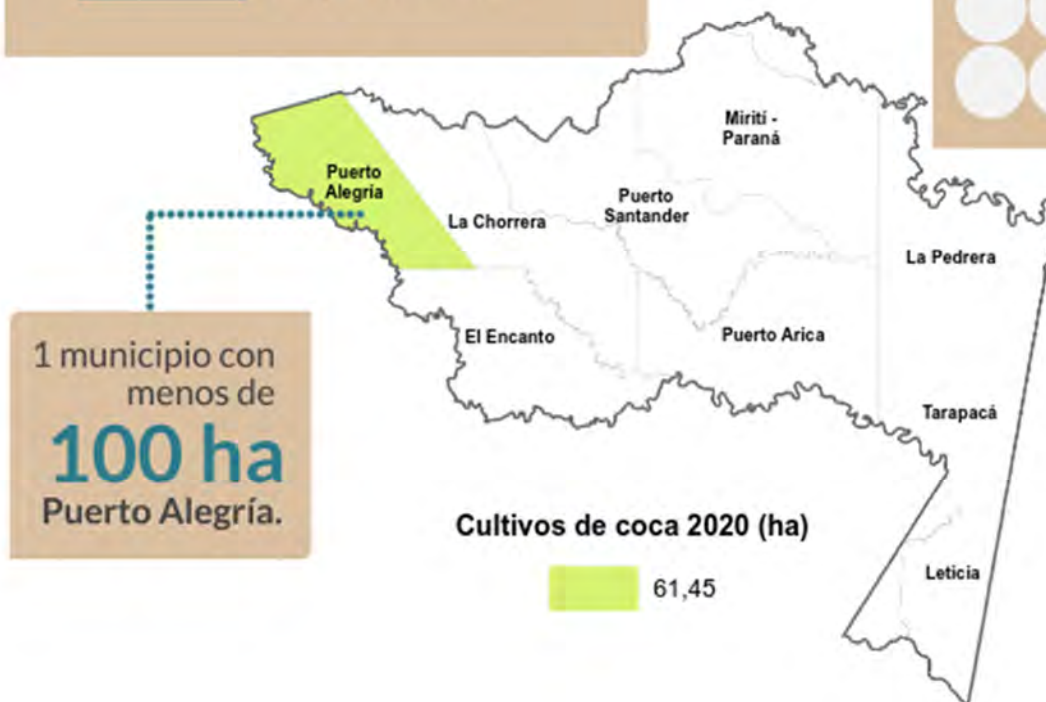 Mirití -
Paraná
Puerto
Alegría
Puerto
Santander
La Chorrera
La Pedrera
El Encanto
Puerto Arica
1 municipio con
menos de
100 ha
Puerto Alegría.
Tarapacá
Cultivos de coca 2020 (ha)
61,45
Leticia